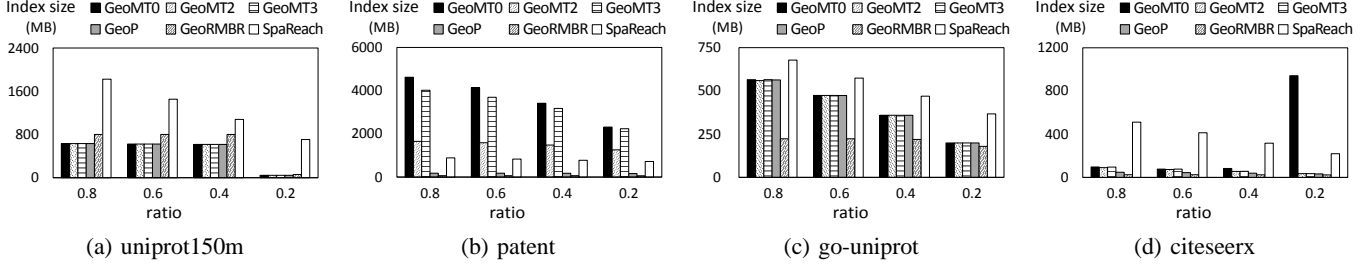 Index size GeoMT0 GeoMT2 GeoMT3
(MB) GeoP GeoRMBR SpaReach
2400
1600
800
0
0.8 0.6 0.4 0.2
ratio
(a) uniprot150m
Index size GeoMT0 GeoMT2 GeoMT3
(MB) GeoP GeoRMBR SpaReach
6000
4000
2000
0
0.8 0.6 0.4 0.2
ratio
(b) patent
Index size GeoMT0 GeoMT2 GeoMT3
(MB) GeoP GeoRMBR SpaReach
750
500
250
0
0.8 0.6 0.4 0.2
ratio
(c) go-uniprot
Index size GeoMT0 GeoMT2 GeoMT3
(MB) GeoP GeoRMBR SpaReach
1200
800
400
0
0.8 0.6 0.4 0.2
ratio
(d) citeseerx